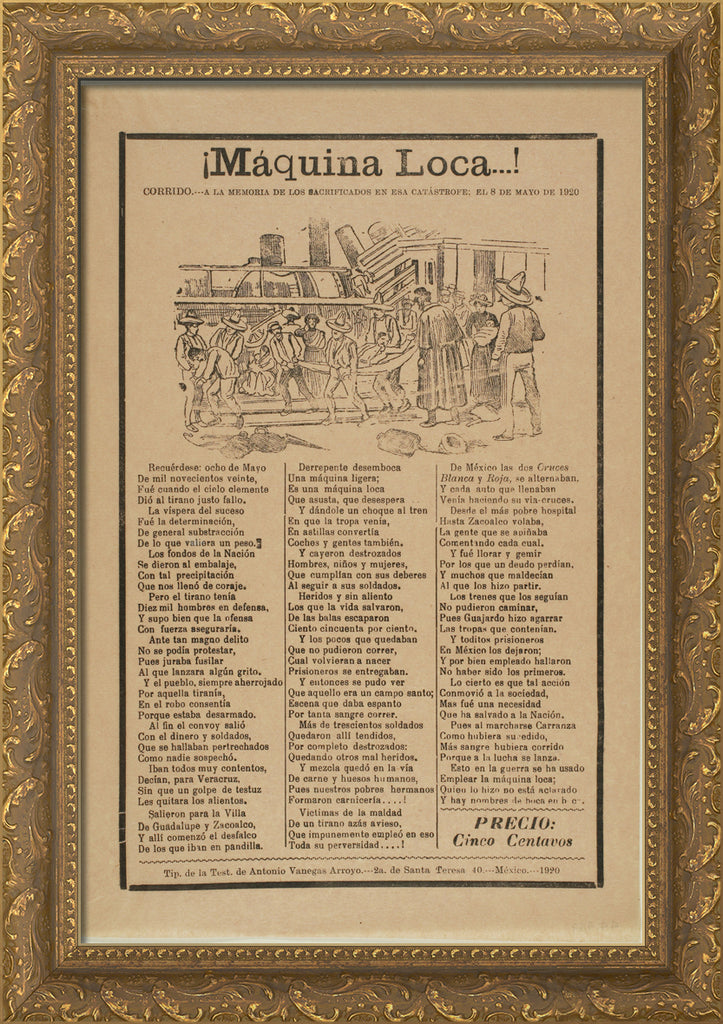 ¡Máquina Loca...!
CORRIDO.---A LA MEMORIA DE LOS SACRIFICADOS EN ESA CATÁSTROFE; EL 8 DE MAYO DE 1920
Recuérdese: ocho de Mayo
De mil novecientos veinte,
Fué cuando el cielo clemente
Dió al tirano justo fallo.
La víspera del suceso
Fué la determinación,
De general substracción
De lo que valiera un peso.
Los fondos de la Nación
Se dieron al embalaje,
Con tal precipitación
Que nos llenó de coraje.
Pero el tirano tenía
Diez mil hombres en defensa,
Y supo bien que la ofensa
Con fuerza aseguraría.
Ante tan magno delito
No se podía protestar,
Pues juraba fusilar
Al que lanzara algún grito.
Y el pueblo, siempre aherrojado
Por aquella tiranía,
En el robo consentía
Porque estaba desarmado.
Al fin el convoy salió
Con el dinero y soldados,
Que se hallaban pertrechados
Como nadie sospechó.
Iban todos muy contentos,
Decían, para Veracruz,
Sin que un golpe de testuz
Les quitara los alientos.
Salieron para la Villa
De Guadalupe y Zacoalco,
Y allí comenzó el desfalco
De los que iban en pandilla.
Derrepente desemboca
Una máquina ligera;
Es una máquina loca
Que asusta, que desespera
Y dándole un choque al tren
En que la tropa venía,
En astillas convertía
Coches y gentes también.
Y cayeron destrozados
Hombres, niños y mujeres,
Que cumplían con sus deberes
Al seguir a sus soldados.
Heridos y sin aliento
Los que la vida salvaron,
De las balas escaparon
Ciento cincuenta por ciento.
Y los pocos que quedaban
Que no pudieron correr,
Cual volvieran a nacer
Prisioneros se entregaban.
Y entonces se pudo ver
Que aquello era un campo santo;
Escena que daba espanto
Por tanta sangre correr.
Más de trescientos soldados
Quedaron allí tendidos,
Por completo destrozados:
Quedando otros mal heridos.
Y mezcla quedó en la vía
De carne y huesos humanos,
Pues nuestros pobres hermanos
Formaron carnicería....!
Victimas de la maldad
De un tirano azás avieso,
Que impunemente empleó en eso
Toda su perversidad....!
De México las dos Cruces
Blanca y Roja, se alternaban,
Y cada auto que llenaban
Venía haciendo su via-cruces.
Desde el más pobre hospital
Hasta Zacoalco volaba,
La gente que se apiñaba
Comentando cada cual.
Y fué llorar y gemir
Por los que un deudo perdían,
Y muchos que maldecían
Al que los hizo partir.
Los trenes que los seguían
No pudieron caminar,
Pues Guajardo hizo agarrar
Las tropas que contenían.
Y toditos prisioneros
En México los dejaron;
Y por bien empleado hallaron
No haber sido los primeros.
Lo cierto es que tal acción
Conmovió a la sociedad,
Mas fué una necesidad
Que ha salvado a la Nación.
Pues al marcharse Carranza
Como hubiera sucedido,
Más sangre hubiera corrido
Porque a la lucha se lanza.
Esto en la guerra se ha usado
Emplear la máquina loca;
Quien lo hizo no está aclarado
Y hay nombres de boca en
PRECIO:
Cinco Centavos
Tip. de la Test. de Antonio Vanegas Arroyo.---2a. de Santa Teresa 40.---México.---1920